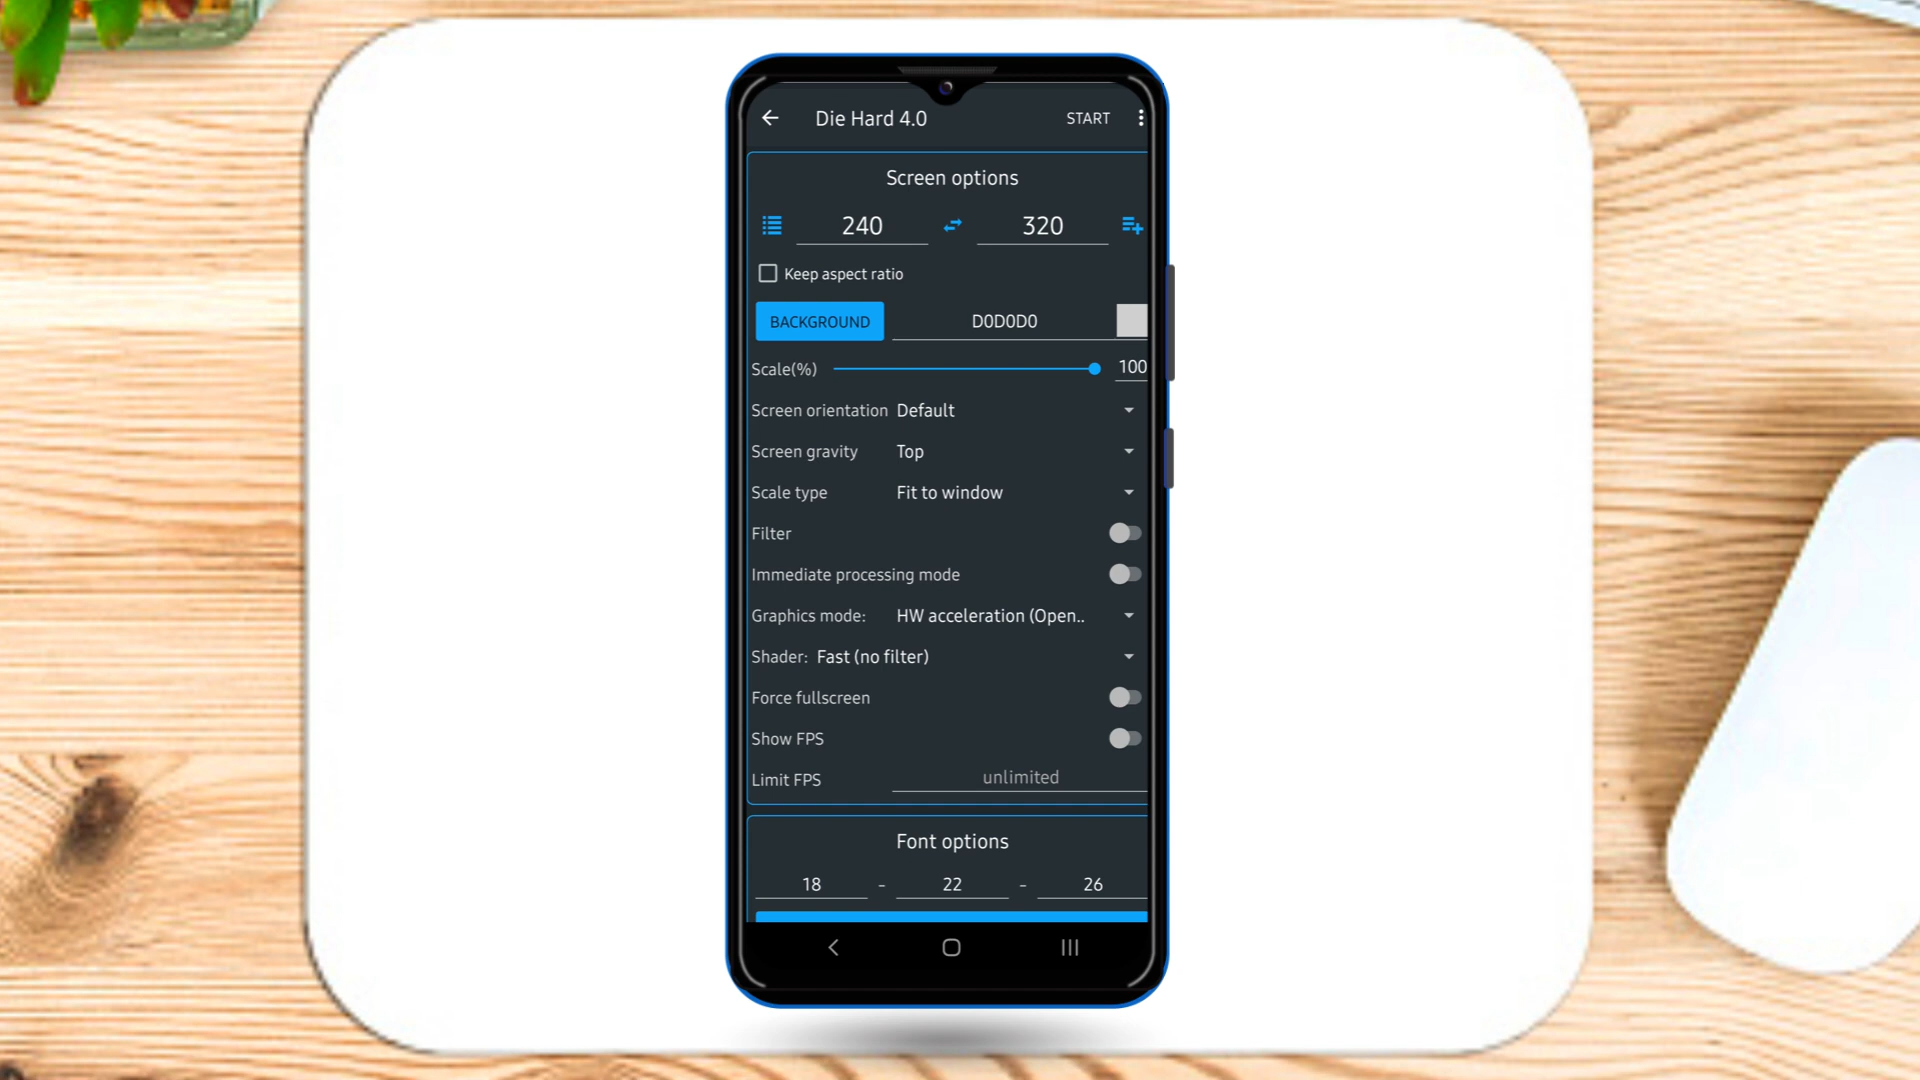 Die Hard 4.0 START
Screen options
240 320
Keep aspect ratio
BACKGROUND D0D0D0
Scale(%) 100
Screen orientation Default
Screen gravity Top
Scale type Fit to window
Filter
Immediate processing mode
Graphics mode: HW acceleration (Open..
Shader: Fast (no filter)
Force fullscreen
Show FPS
Limit FPS unlimited
Font options
18 - 22 - 26